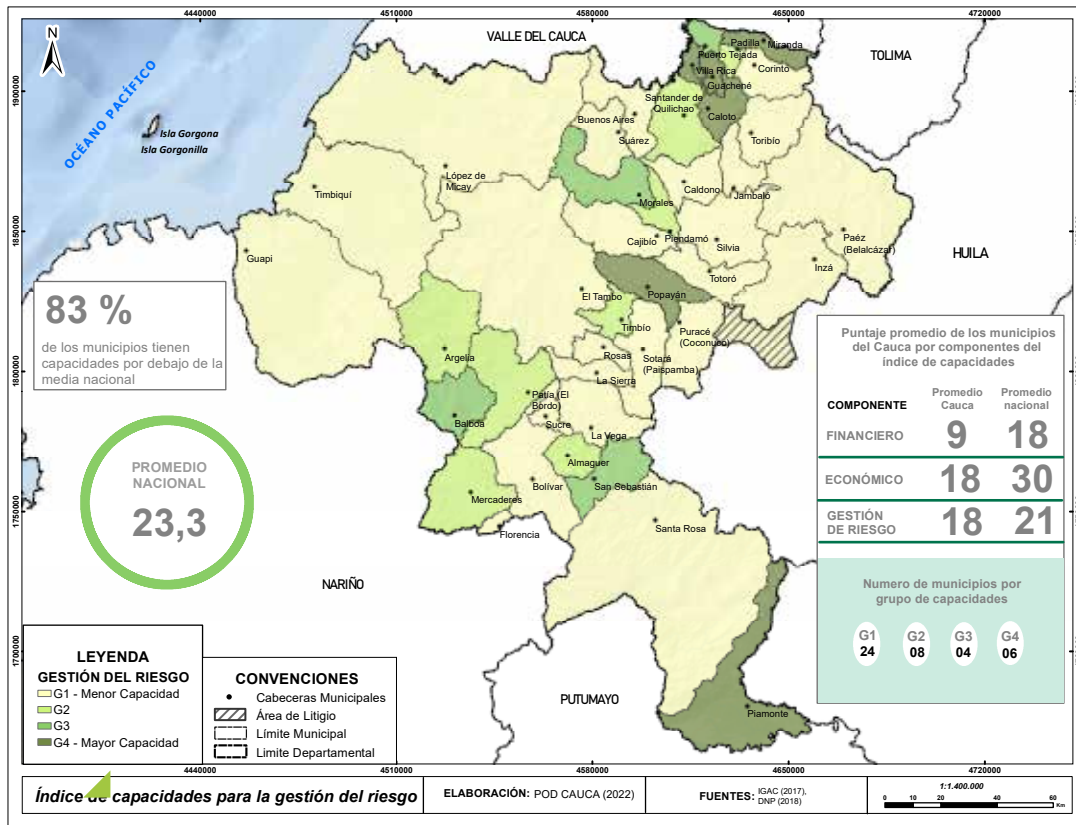 4440000
4510000
4580000
4650000
4720000
N
VALLE DEL CAUCA
TOLIMA
HUILA
NARIÑO
PUTUMAYO
OCÉANO PACÍFICO
Isla Gorgona
Isla Gorgonilla
1900000
1850000
1800000
1750000
1700000
Padilla
Miranda
Puerto Tejada
Villa Rica
Corinto
Guachené
Santander de
Quilichao
Caloto
Buenos Aires
Suárez
Toribío
López de
Micay
Timbiquí
Caldono
Jambaló
Morales
Guapi
Cajibío
Piendamó
Silvia
Páez
(Belalcázar)
Inzá
Totoró
El Tambo
Popayán
Timbío
Puracé
(Coconuco)
Argelia
Rosas
Sotará
(Paispamba)
La Sierra
Patía (El
Bordo)
Balboa
Sucre
La Vega
Almaguer
Bolívar
San Sebastián
Mercaderes
Florencia
Santa Rosa
Piamonte
83 %
de los municipios tienen
capacidades por debajo de la
media nacional
PROMEDIO
NACIONAL
23,3
Puntaje promedio de los municipios
del Cauca por componentes del
índice de capacidades
COMPONENTE Promedio Cauca Promedio nacional
FINANCIERO 9 18
ECONÓMICO 18 30
GESTIÓN
DE RIESGO 18 21
Numero de municipios por
grupo de capacidades
G1 G2 G3 G4
24 08 04 06
LEYENDA
GESTIÓN DEL RIESGO
G1 - Menor Capacidad
G2
G3
G4 - Mayor Capacidad
CONVENCIONES
Cabeceras Municipales
Área de Litigio
Límite Municipal
Limite Departamental
4440000
4510000
4580000
4650000
4720000
Índice de capacidades para la gestión del riesgo
ELABORACIÓN: POD CAUCA (2022)
FUENTES: IGAC (2017),
DNP (2018)
1:1.400.000
0 10 20 40 60
Km